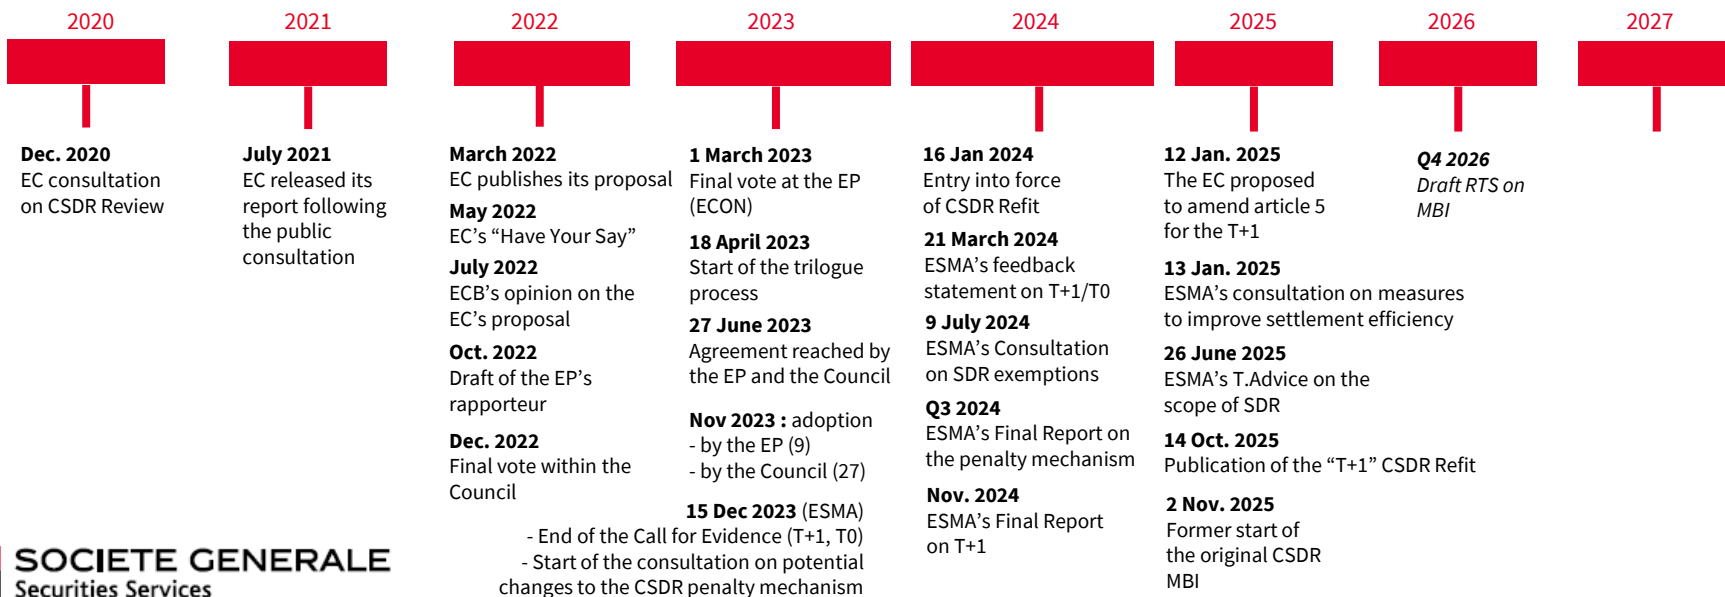 2020
2021
2022
2023
2024
2025
2026
2027
Dec. 2020
EC consultation
on CSDR Review
July 2021
EC released its
report following
the public
consultation
March 2022
EC publishes its proposal
May 2022
EC’s “Have Your Say”
July 2022
ECB’s opinion on the
EC’s proposal
Oct. 2022
Draft of the EP’s
rapporteur
Dec. 2022
Final vote within the
Council
1 March 2023
Final vote at the EP
(ECON)
18 April 2023
Start of the trilogue
process
27 June 2023
Agreement reached by
the EP and the Council
Nov 2023 : adoption
- by the EP (9)
- by the Council (27)
15 Dec 2023 (ESMA)
- End of the Call for Evidence (T+1, T0)
- Start of the consultation on potential
changes to the CSDR penalty mechanism
16 Jan 2024
Entry into force
of CSDR Refit
21 March 2024
ESMA’s feedback
statement on T+1/T0
9 July 2024
ESMA’s Consultation
on SDR exemptions
Q3 2024
ESMA’s Final Report on
the penalty mechanism
Nov. 2024
ESMA’s Final Report
on T+1
12 Jan. 2025
The EC proposed
to amend article 5
for the T+1
13 Jan. 2025
ESMA’s consultation on measures
to improve settlement efficiency
26 June 2025
ESMA’s T.Advice on the
scope of SDR
14 Oct. 2025
Publication of the “T+1” CSDR Refit
2 Nov. 2025
Former start of
the original CSDR
MBI
Q4 2026
Draft RTS on
MBI
SOCIETE GENERALE
Securities Services